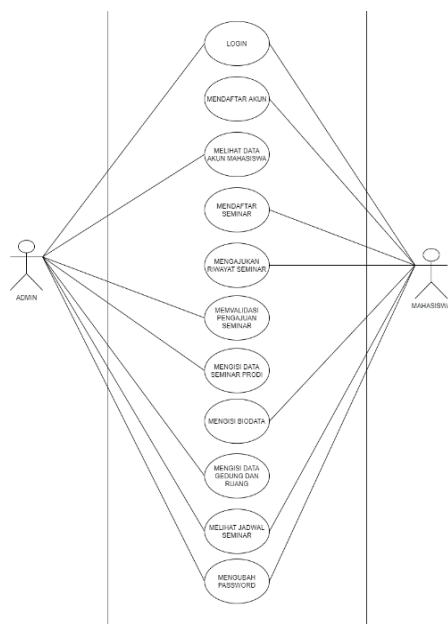 LOGIN
MENDAFTAR AKUN
MELIHAT DATA
AKUN MAHASISWA
MENDAFTAR
SEMINAR
MENGAJUKAN
RIWAYAT SEMINAR
ADMIN
MAHASISWA
MEMVALIDASI
PENGAJUAN
SEMINAR
MENGISI DATA
SEMINAR PRODI
MENGISI BIODATA
MENGISI DATA
GEDUNG DAN
RUANG
MELIHAT JADWAL
SEMINAR
MENGUBAH
PASSWORD